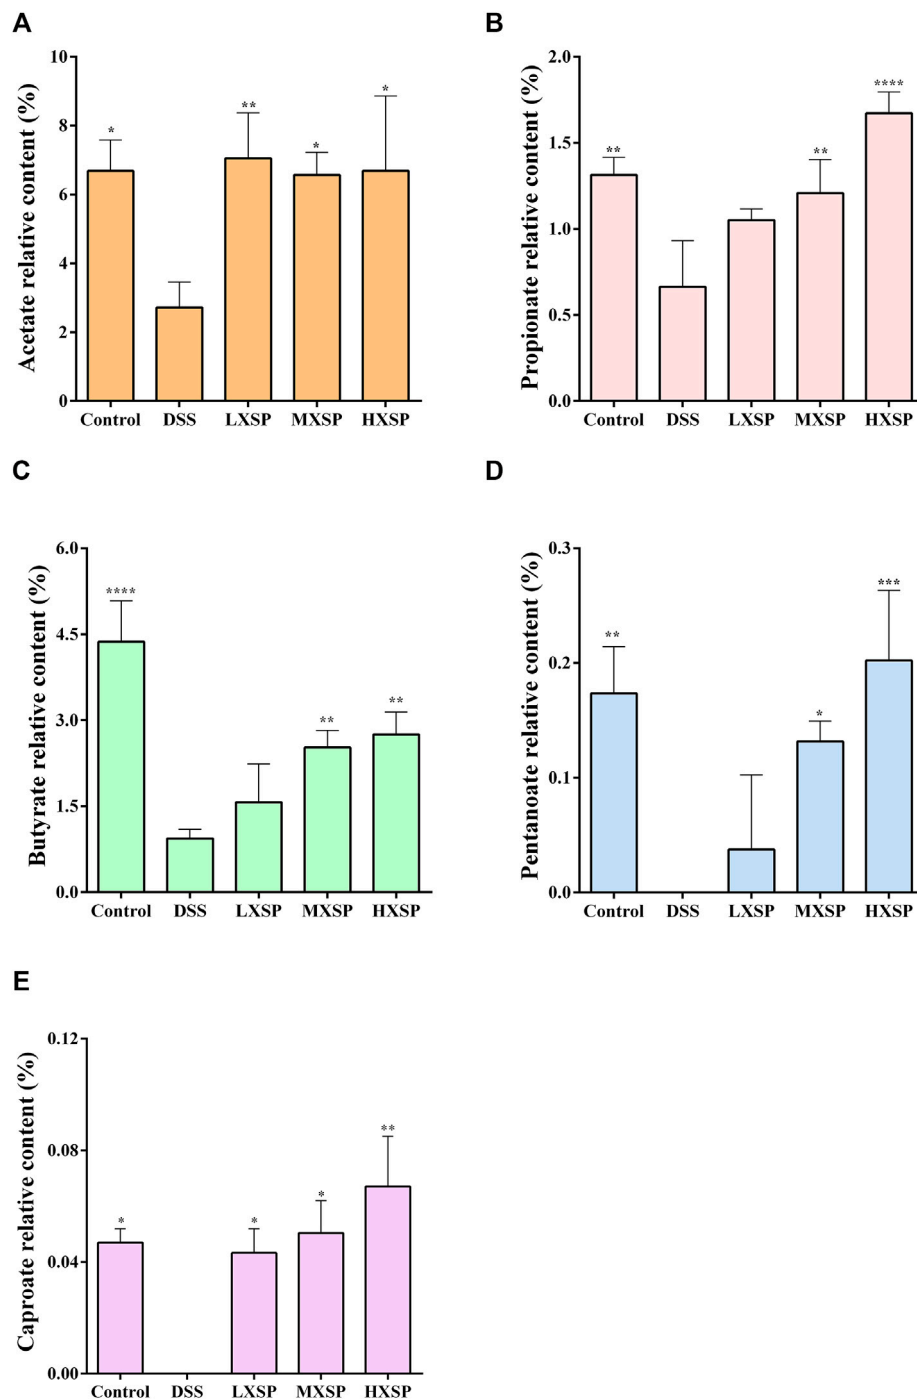 A
Acetate relative content (%)
10
8
6
4
2
0
*
**
*
*
Control DSS LXSP MXSP HXSP
B
Propionate relative content (%)
2.0
1.5
1.0
0.5
0.0
**
**
****
Control DSS LXSP MXSP HXSP
C
Butyrate relative content (%)
6.0
4.5
3.0
1.5
0.0
****
**
**
Control DSS LXSP MXSP HXSP
D
Pentanoate relative content (%)
0.3
0.2
0.1
0.0
**
*
***
Control DSS LXSP MXSP HXSP
E
Caproate relative content (%)
0.12
0.08
0.04
0.00
*
*
*
**
Control DSS LXSP MXSP HXSP